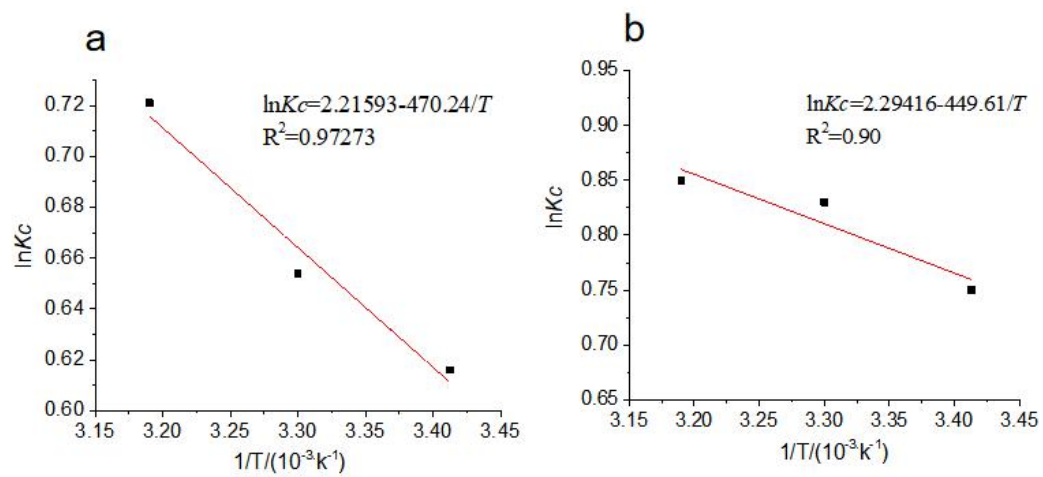 a
lnKc=2.21593-470.24/T
R²=0.97273
0.72
0.70
0.68
0.66
0.64
0.62
0.60
lnKc
3.15 3.20 3.25 3.30 3.35 3.40 3.45
1/T/(10⁻³·k⁻¹)
b
lnKc=2.29416-449.61/T
R²=0.90
0.95
0.90
0.85
0.80
0.75
0.70
0.65
lnKc
3.15 3.20 3.25 3.30 3.35 3.40 3.45
1/T/(10⁻³·k⁻¹)